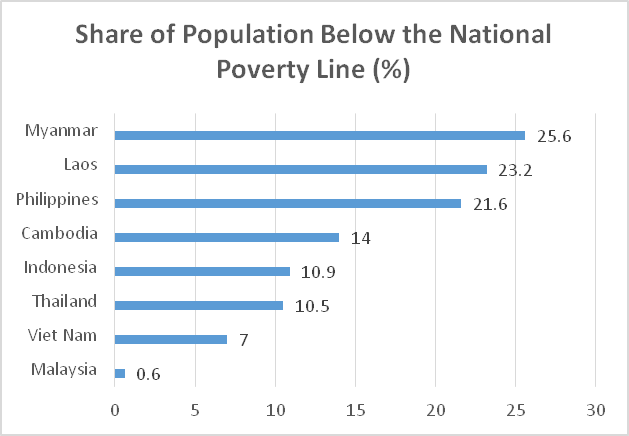 Share of Population Below the National
Poverty Line (%)
Myanmar 25.6
Laos 23.2
Philippines 21.6
Cambodia 14
Indonesia 10.9
Thailand 10.5
Viet Nam 7
Malaysia 0.6
0 5 10 15 20 25 30